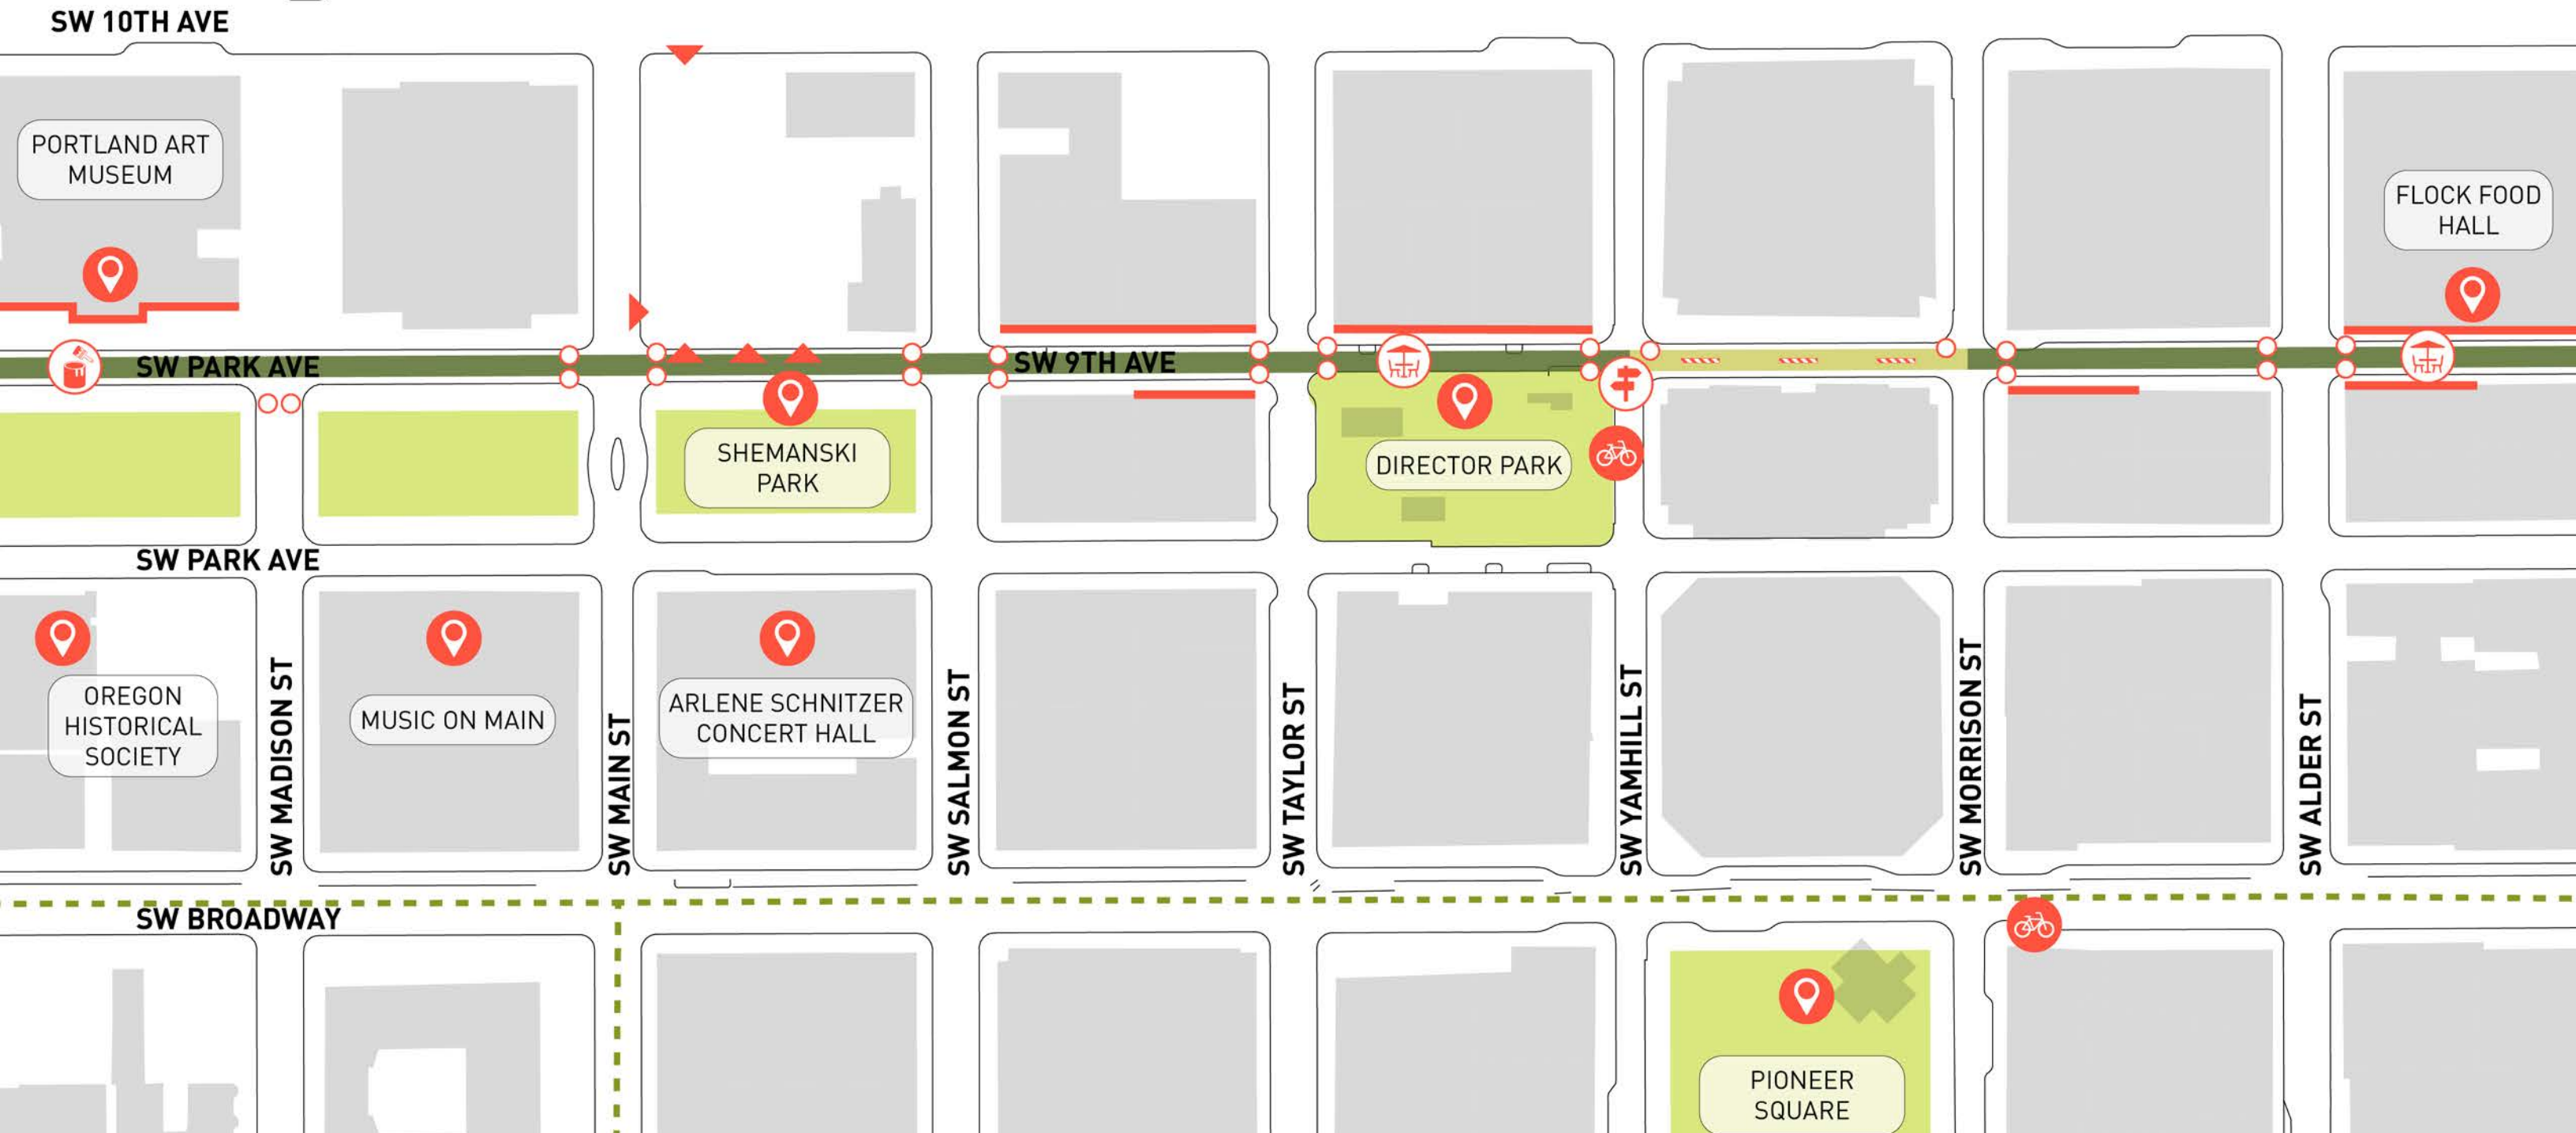 SW 10TH AVE
PORTLAND ART
MUSEUM
FLOCK FOOD
HALL
SW PARK AVE
SW 9TH AVE
SHEMANSKI
PARK
DIRECTOR PARK
SW PARK AVE
OREGON
HISTORICAL
SOCIETY
SW MADISON ST
MUSIC ON MAIN
SW MAIN ST
ARLENE SCHNITZER
CONCERT HALL
SW SALMON ST
SW TAYLOR ST
SW YAMHILL ST
SW MORRISON ST
SW ALDER ST
SW BROADWAY
PIONEER
SQUARE